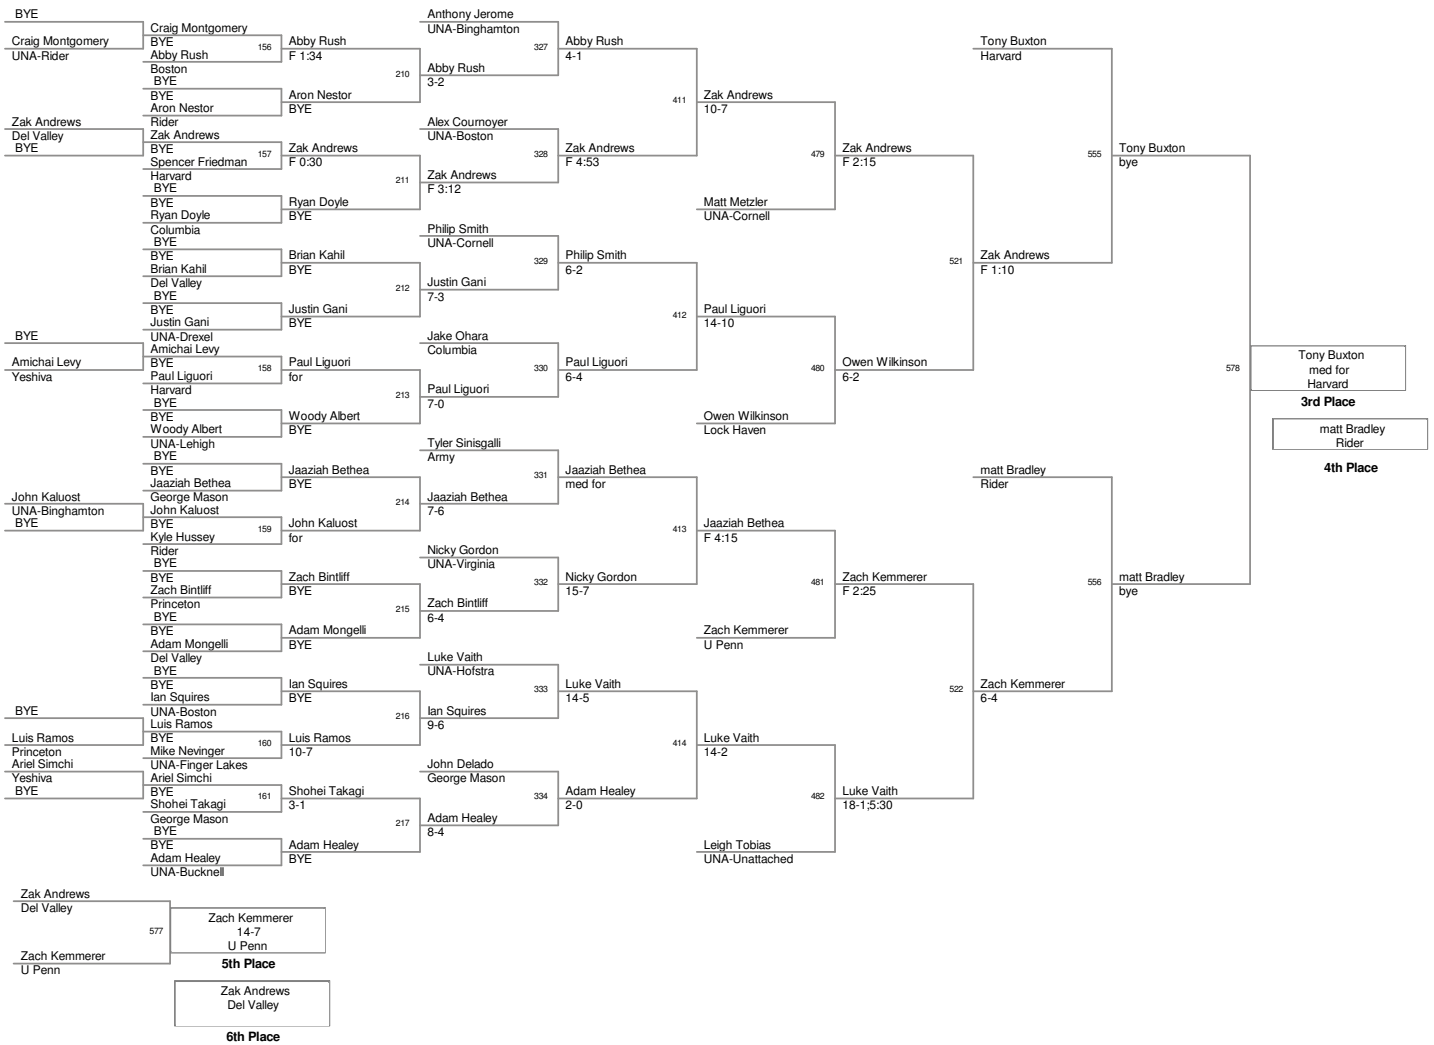 BYE
Craig Montgomery
UNA-Rider
Zak Andrews
Del Valley
BYE
BYE
Amichai Levy
Yeshiva
John Kaluost
UNA-Binghamton
BYE
BYE
Luis Ramos
Princeton
Ariel Simchi
Yeshiva
BYE
Craig Montgomery
BYE
156
Abby Rush
Boston
BYE
BYE
Aron Nestor
Rider
Zak Andrews
BYE
157
Spencer Friedman
Harvard
BYE
BYE
Ryan Doyle
Columbia
BYE
BYE
Brian Kahil
Del Valley
BYE
BYE
Justin Gani
UNA-Drexel
Amichai Levy
BYE
158
Paul Liguori
Harvard
BYE
BYE
Woody Albert
UNA-Lehigh
BYE
BYE
Jaaziah Bethea
George Mason
John Kaluost
BYE
159
Kyle Hussey
Rider
BYE
BYE
Zach Bintliff
Princeton
BYE
BYE
Adam Mongelli
Del Valley
BYE
BYE
Ian Squires
UNA-Boston
Luis Ramos
BYE
160
Mike Nevinger
UNA-Finger Lakes
Ariel Simchi
BYE
161
Shohei Takagi
George Mason
BYE
BYE
Adam Healey
UNA-Bucknell
Abby Rush
F 1:34
210
Aron Nestor
BYE
Zak Andrews
F 0:30
211
Ryan Doyle
BYE
Brian Kahil
BYE
212
Justin Gani
BYE
Paul Liguori
for
213
Woody Albert
BYE
Jaaziah Bethea
BYE
214
John Kaluost
for
Zach Bintliff
BYE
215
Adam Mongelli
BYE
Ian Squires
BYE
216
Luis Ramos
10-7
Shohei Takagi
3-1
217
Adam Healey
BYE
Anthony Jerome
UNA-Binghamton
327
Abby Rush
3-2
Alex Cournoyer
UNA-Boston
328
Zak Andrews
F 3:12
Philip Smith
UNA-Cornell
329
Justin Gani
7-3
Jake Ohara
Columbia
330
Paul Liguori
7-0
Tyler Sinisgalli
Army
331
Jaaziah Bethea
7-6
Nicky Gordon
UNA-Virginia
332
Zach Bintliff
6-4
Luke Vaith
UNA-Hofstra
333
Ian Squires
9-6
John Delado
George Mason
334
Adam Healey
8-4
Abby Rush
4-1
411
Zak Andrews
F 4:53
Philip Smith
6-2
412
Paul Liguori
6-4
Jaaziah Bethea
med for
413
Nicky Gordon
15-7
Luke Vaith
14-5
414
Adam Healey
2-0
Zak Andrews
10-7
479
Matt Metzler
UNA-Cornell
Paul Liguori
14-10
480
Owen Wilkinson
Lock Haven
Jaaziah Bethea
F 4:15
481
Zach Kemmerer
U Penn
Luke Vaith
14-2
482
Leigh Tobias
UNA-Unattached
Zak Andrews
F 2:15
521
Owen Wilkinson
6-2
Zach Kemmerer
F 2:25
522
Luke Vaith
18-1;5:30
Tony Buxton
Harvard
555
Zak Andrews
F 1:10
matt Bradley
Rider
556
Zach Kemmerer
6-4
Tony Buxton
bye
578
matt Bradley
bye
Tony Buxton
med for
Harvard
3rd Place
matt Bradley
Rider
4th Place
Zak Andrews
Del Valley
577
Zach Kemmerer
U Penn
Zach Kemmerer
14-7
U Penn
5th Place
Zak Andrews
Del Valley
6th Place